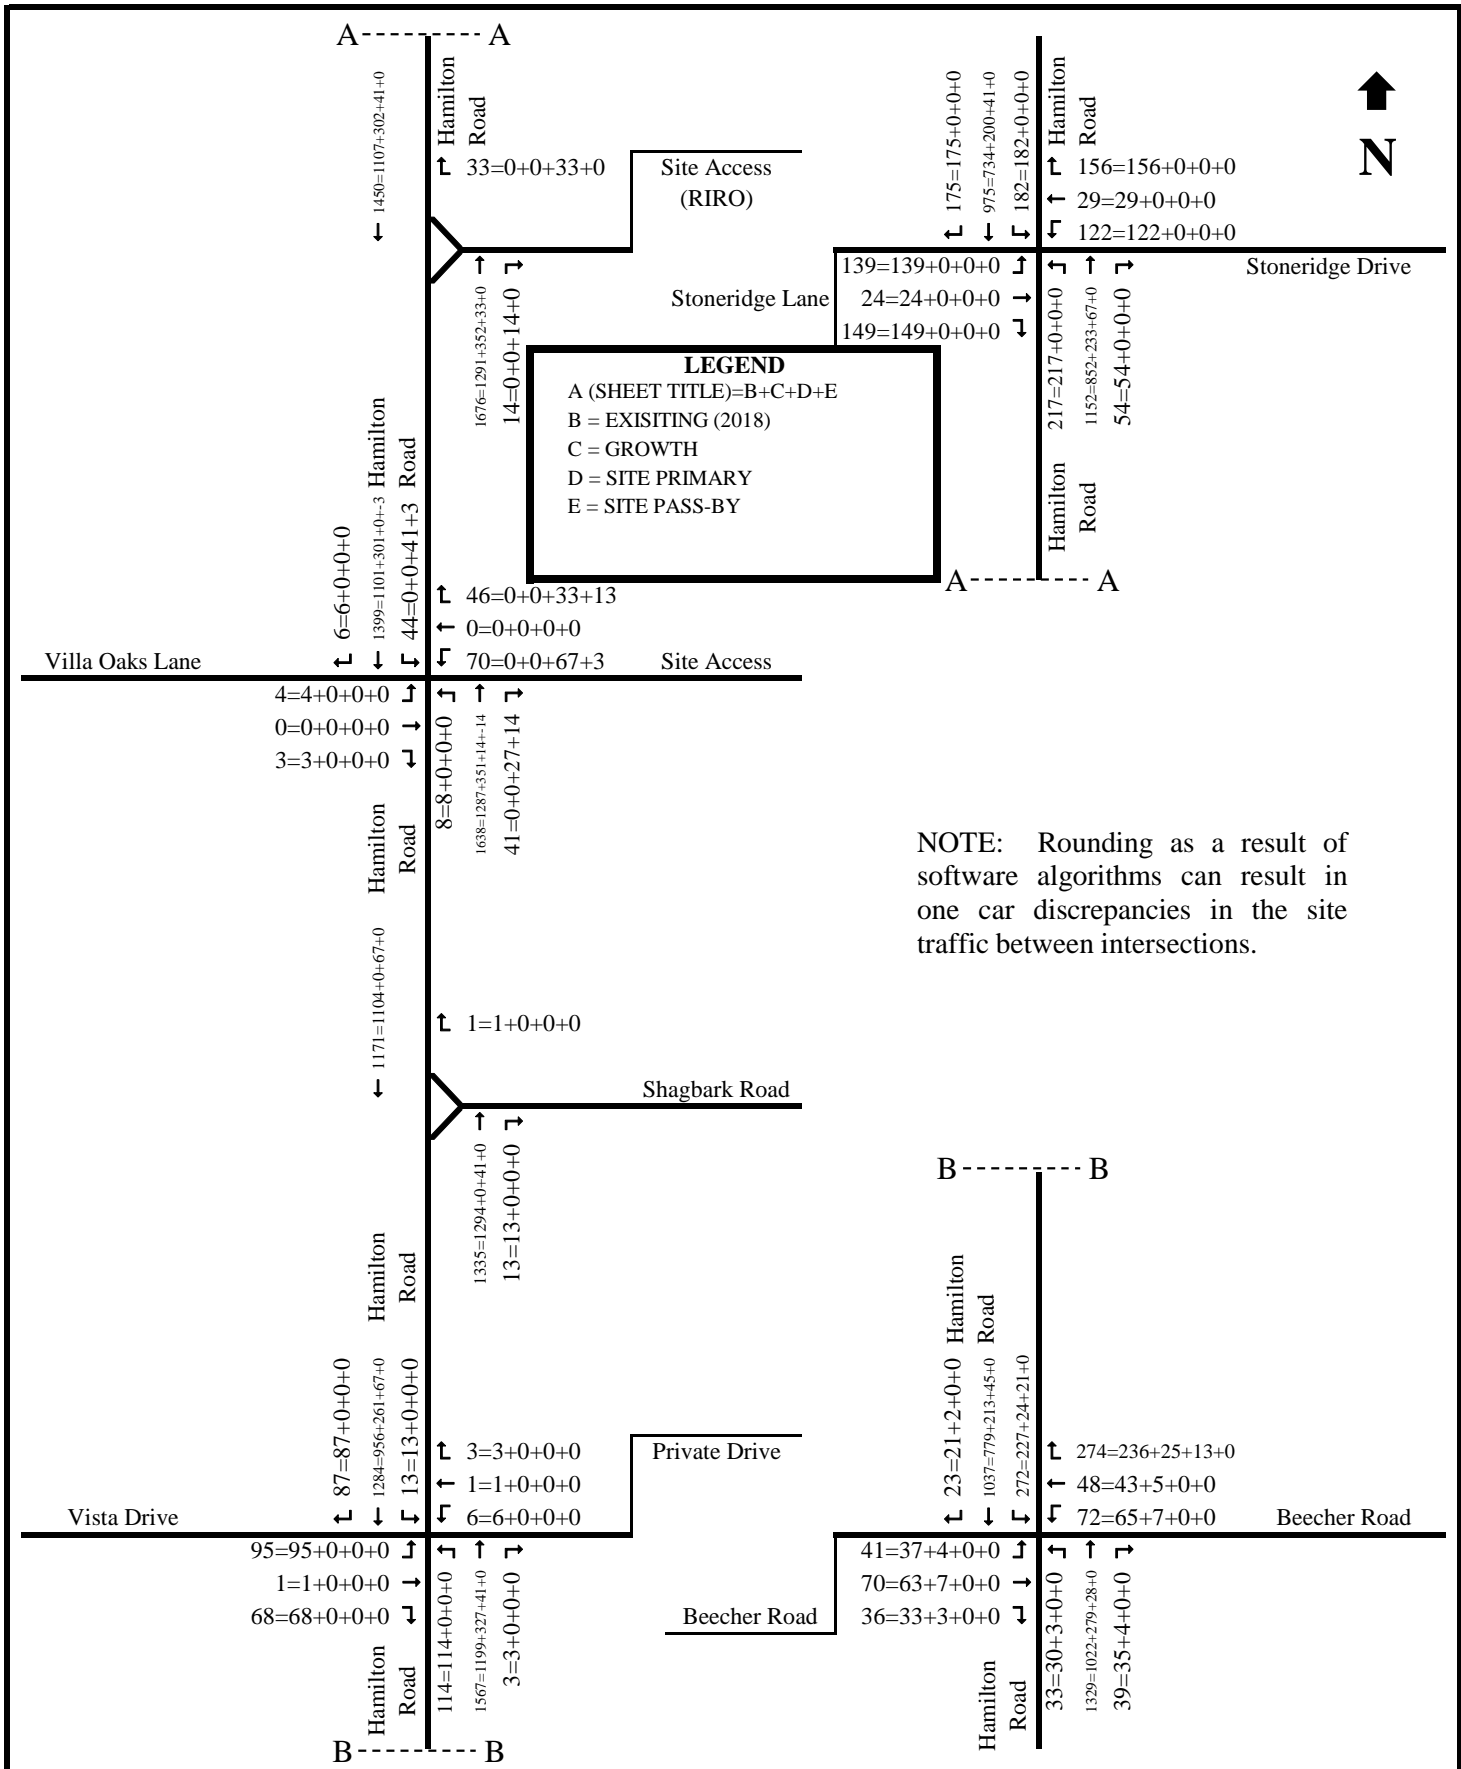 A A
Hamilton
Road
1450=1107+302+41+0
33=0+0+33+0
Site Access
(RIRO)
1676=1291+352+33+0
14=0+0+14+0
Hamilton
Road
175=175+0+0+0
975=734+200+41+0
182=182+0+0+0
156=156+0+0+0
29=29+0+0+0
122=122+0+0+0
N
Stoneridge Drive
139=139+0+0+0
Stoneridge Lane
24=24+0+0+0
149=149+0+0+0
217=217+0+0+0
1152=852+233+67+0
54=54+0+0+0
Hamilton
Road
A A
LEGEND
A (SHEET TITLE)=B+C+D+E
B = EXISITING (2018)
C = GROWTH
D = SITE PRIMARY
E = SITE PASS-BY
Hamilton
Road
6=6+0+0+0
1399=1101+301+0+-3
44=0+0+41+3
46=0+0+33+13
0=0+0+0+0
70=0+0+67+3
Villa Oaks Lane
Site Access
4=4+0+0+0
0=0+0+0+0
3=3+0+0+0
8=8+0+0+0
1638=1287+351+14+-14
41=0+0+27+14
Hamilton
Road
NOTE: Rounding as a result of
software algorithms can result in
one car discrepancies in the site
traffic between intersections.
1171=1104+0+67+0
1=1+0+0+0
Shagbark Road
1335=1294+0+41+0
13=13+0+0+0
Hamilton
Road
87=87+0+0+0
1284=956+261+67+0
13=13+0+0+0
3=3+0+0+0
1=1+0+0+0
6=6+0+0+0
Private Drive
Vista Drive
95=95+0+0+0
1=1+0+0+0
68=68+0+0+0
114=114+0+0+0
1567=1199+327+41+0
3=3+0+0+0
Hamilton
Road
B B
B B
Hamilton
Road
23=21+2+0+0
1037=779+213+45+0
272=227+24+21+0
274=236+25+13+0
48=43+5+0+0
72=65+7+0+0
Beecher Road
41=37+4+0+0
70=63+7+0+0
36=33+3+0+0
Beecher Road
33=30+3+0+0
1329=1022+279+28+0
39=35+4+0+0
Hamilton
Road